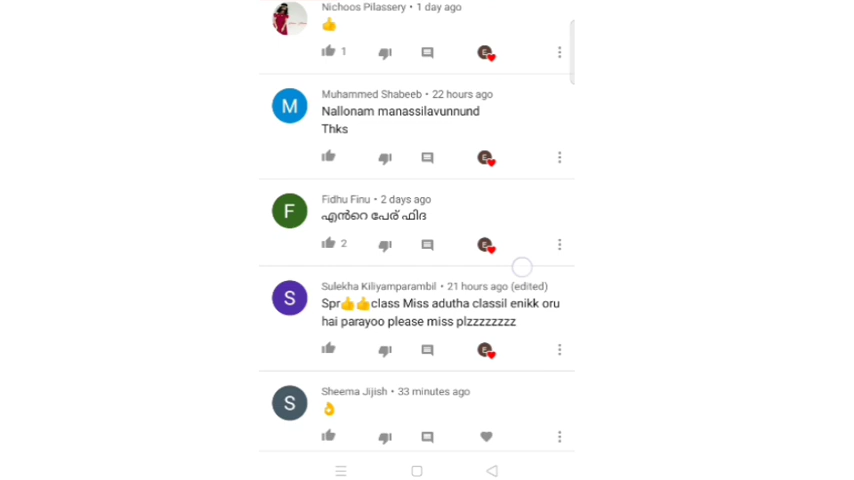 Nichoos Pilassery • 1 day ago
👍
1
M
Muhammed Shabeeb • 22 hours ago
Nallonam manassilavunnund
Thks
F
Fidhu Finu • 2 days ago
എൻറെ പേര് ഫിദ
2
S
Sulekha Kiliyamparambil • 21 hours ago (edited)
Spr👍👍class Miss adutha classil enikk oru
hai parayoo please miss plzzzzzzzz
S
Sheema Jijish • 33 minutes ago
👌